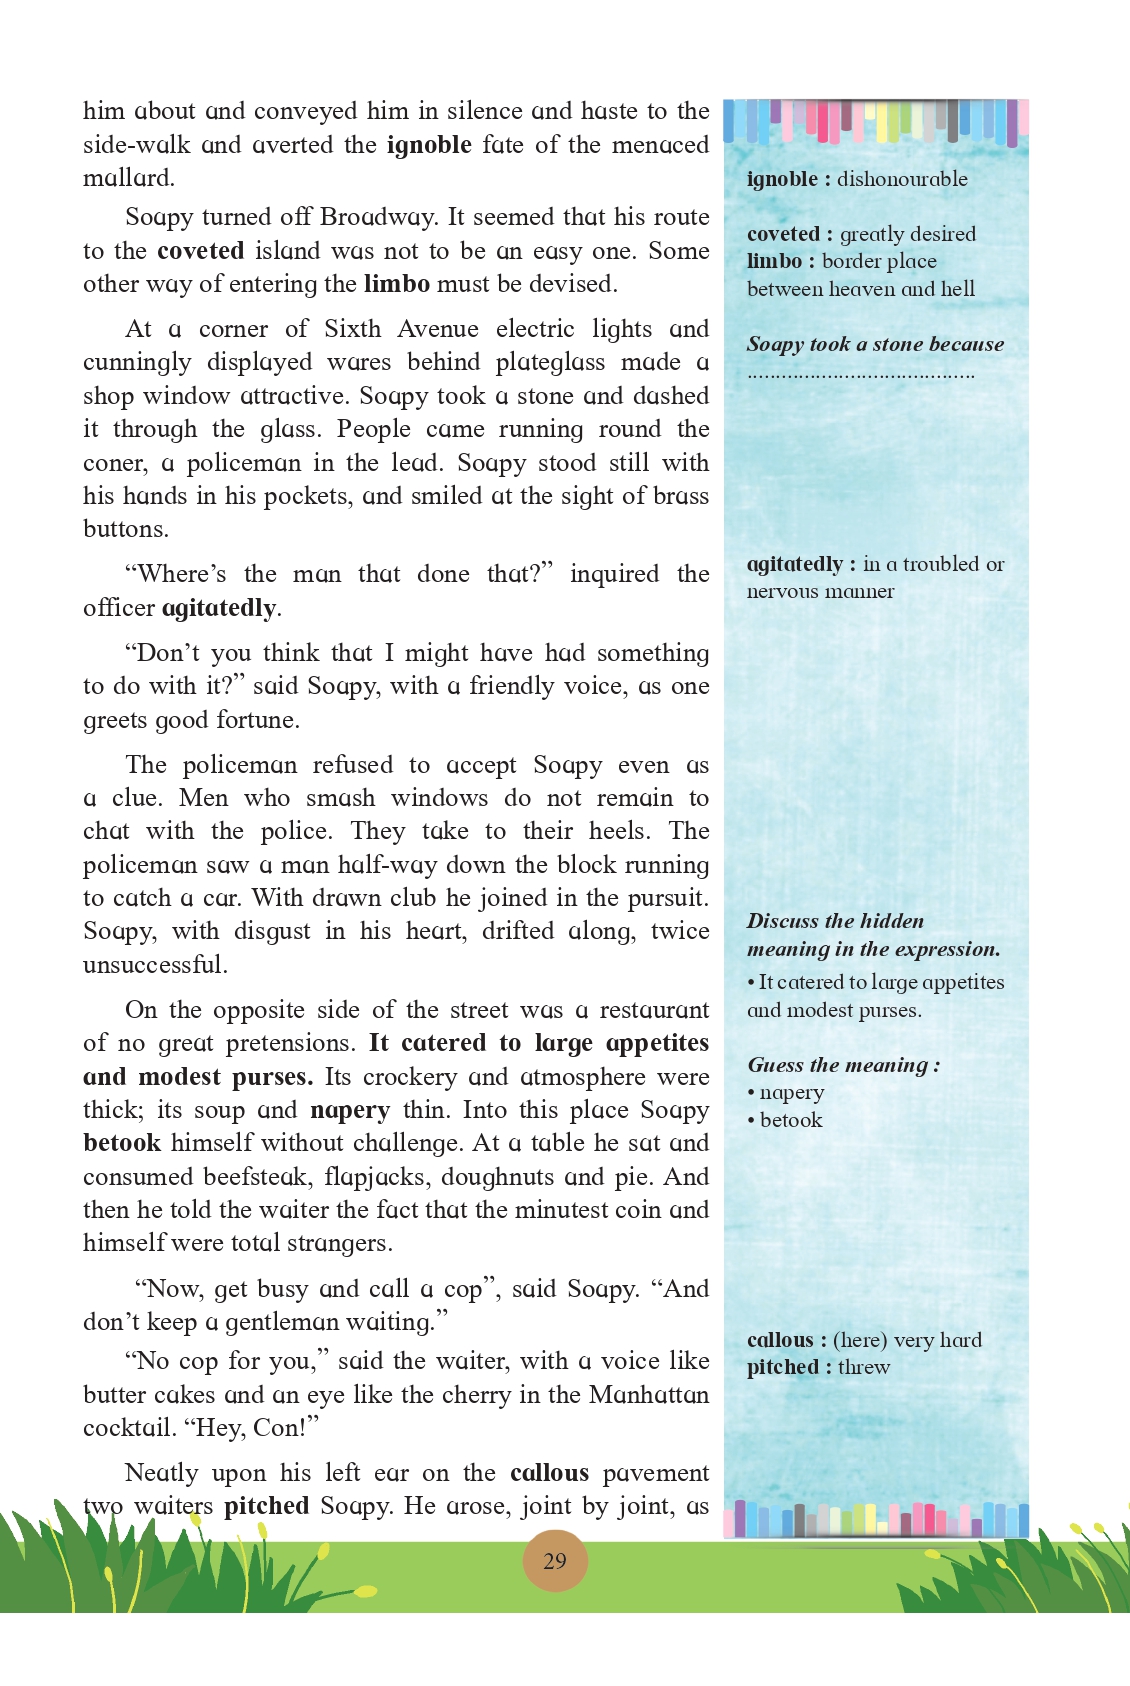 him about and conveyed him in silence and haste to the
side-walk and averted the ignoble fate of the menaced
mallard.
Soapy turned off Broadway. It seemed that his route
to the coveted island was not to be an easy one. Some
other way of entering the limbo must be devised.
At a corner of Sixth Avenue electric lights and
cunningly displayed wares behind plateglass made a
shop window attractive. Soapy took a stone and dashed
it through the glass. People came running round the
coner, a policeman in the lead. Soapy stood still with
his hands in his pockets, and smiled at the sight of brass
buttons.
“Where’s the man that done that?” inquired the
officer agitatedly.
“Don’t you think that I might have had something
to do with it?” said Soapy, with a friendly voice, as one
greets good fortune.
The policeman refused to accept Soapy even as
a clue. Men who smash windows do not remain to
chat with the police. They take to their heels. The
policeman saw a man half-way down the block running
to catch a car. With drawn club he joined in the pursuit.
Soapy, with disgust in his heart, drifted along, twice
unsuccessful.
On the opposite side of the street was a restaurant
of no great pretensions. It catered to large appetites
and modest purses. Its crockery and atmosphere were
thick; its soup and napery thin. Into this place Soapy
betook himself without challenge. At a table he sat and
consumed beefsteak, flapjacks, doughnuts and pie. And
then he told the waiter the fact that the minutest coin and
himself were total strangers.
“Now, get busy and call a cop”, said Soapy. “And
don’t keep a gentleman waiting.”
“No cop for you,” said the waiter, with a voice like
butter cakes and an eye like the cherry in the Manhattan
cocktail. “Hey, Con!”
Neatly upon his left ear on the callous pavement
two waiters pitched Soapy. He arose, joint by joint, as
ignoble : dishonourable
coveted : greatly desired
limbo : border place
between heaven and hell
Soapy took a stone because
........................................
agitatedly : in a troubled or
nervous manner
Discuss the hidden
meaning in the expression.
• It catered to large appetites
and modest purses.
Guess the meaning :
• napery
• betook
callous : (here) very hard
pitched : threw
29